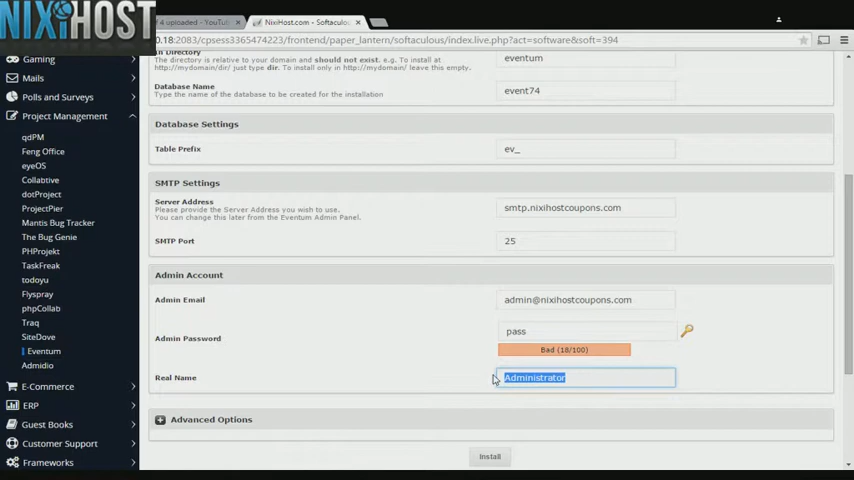 NIXIHOST
4 uploaded - YouTu
NixiHost.com - Softaculous
0.18:2083/cpsess3365474223/frontend/paper_lantern/softaculous/index.live.php?act=software&soft=394
Gaming
Mails
Polls and Surveys
Project Management
qdPM
Feng Office
eyeOS
Collabtive
dotProject
ProjectPier
Mantis Bug Tracker
The Bug Genie
PHProjekt
TaskFreak
todoyu
Flyspray
phpCollab
Traq
SiteDove
Eventum
Admidio
E-Commerce
ERP
Guest Books
Customer Support
Frameworks
In Directory
The directory is relative to your domain and should not exist. e.g. To install at
http://mydomain/dir/ just type dir. To install only in http://mydomain/ leave this empty.
eventum
Database Name
Type the name of the database to be created for the installation
event74
Database Settings
Table Prefix
ev_
SMTP Settings
Server Address
Please provide the Server Address you wish to use.
You can change this later from the Eventum Admin Panel.
smtp.nixihostcoupons.com
SMTP Port
25
Admin Account
Admin Email
admin@nixihostcoupons.com
Admin Password
pass
Bad (18/100)
Real Name
Administrator
Advanced Options
Install